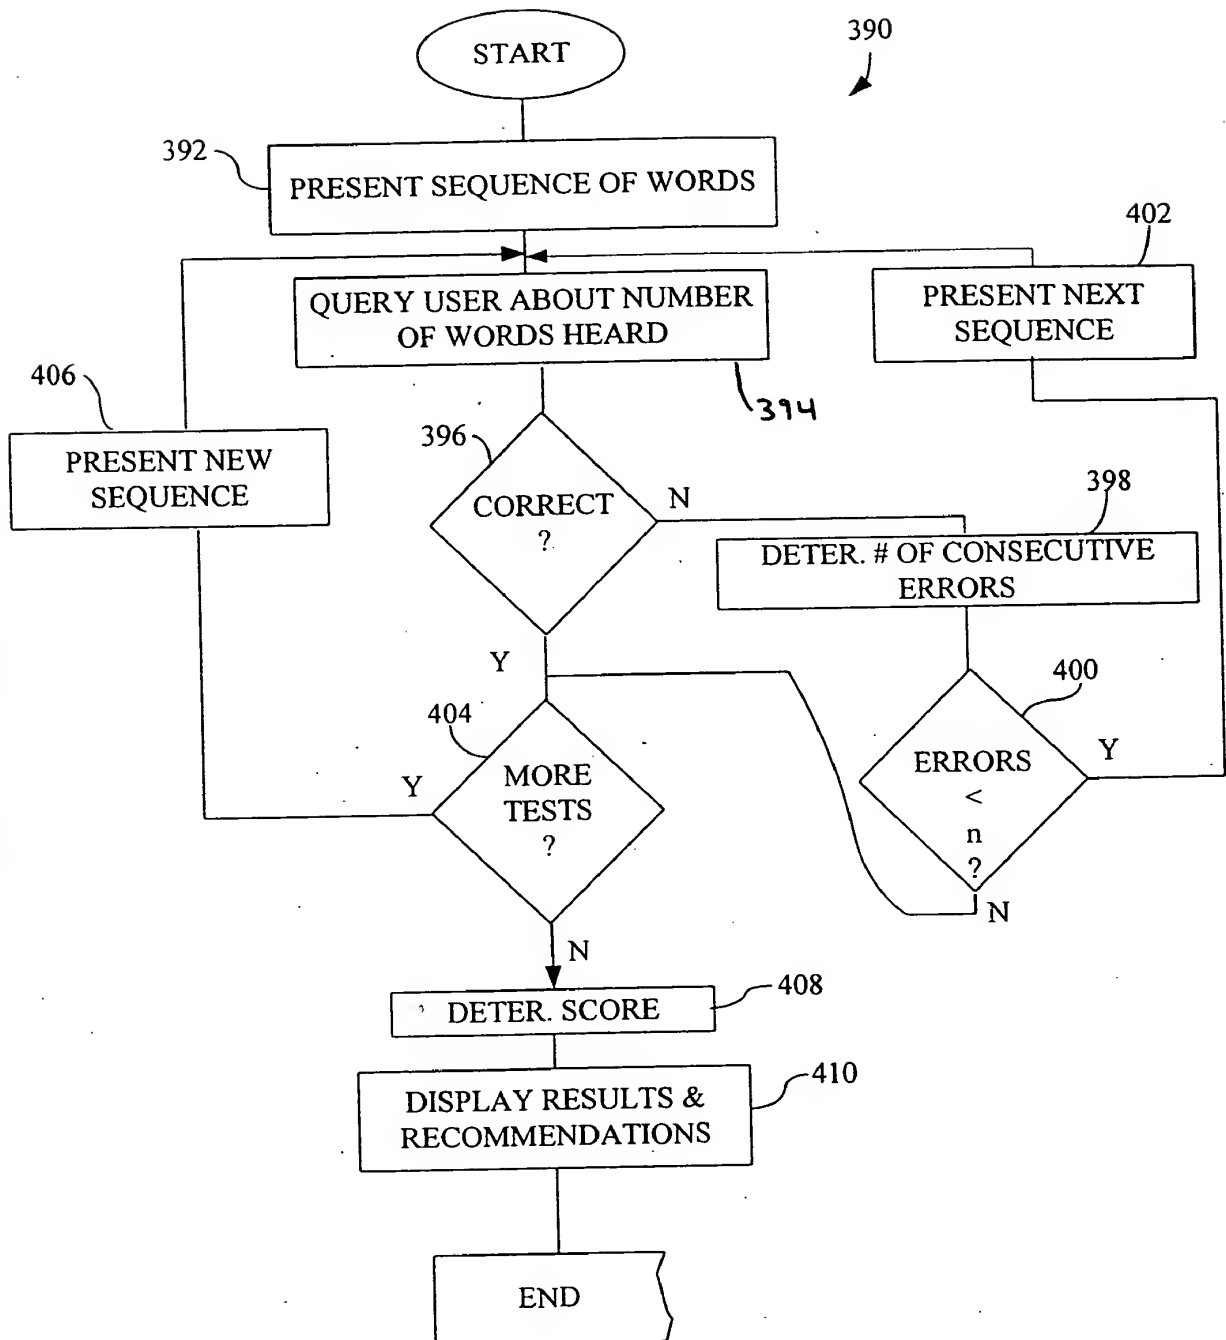 START
390
392
PRESENT SEQUENCE OF WORDS
402
QUERY USER ABOUT NUMBER
OF WORDS HEARD
PRESENT NEXT
SEQUENCE
394
406
PRESENT NEW
SEQUENCE
396
CORRECT
?
N
398
DETER. # OF CONSECUTIVE
ERRORS
Y
400
404
ERRORS
<
n
?
Y
N
MORE
TESTS
?
Y
N
DETER. SCORE
408
DISPLAY RESULTS &
RECOMMENDATIONS
410
END